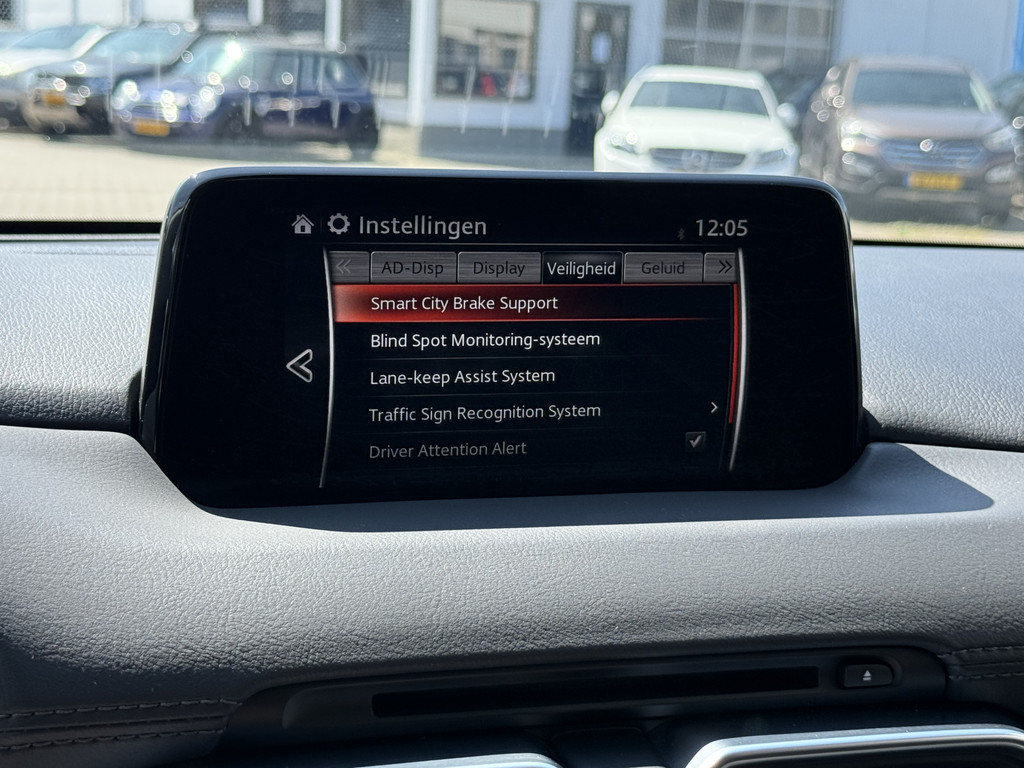 Instellingen 12:05
AD-Disp Display Veiligheid Geluid
Smart City Brake Support
Blind Spot Monitoring-systeem
Lane-keep Assist System
Traffic Sign Recognition System
Driver Attention Alert